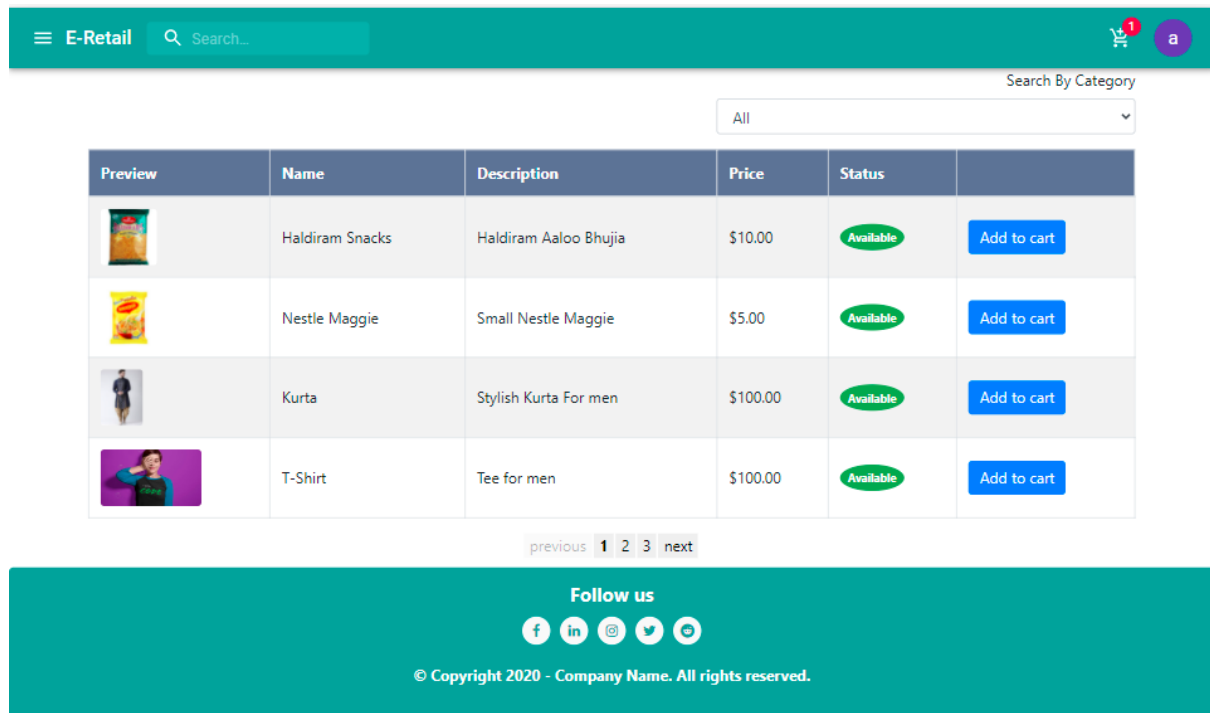 E-Retail Search... 1 a
Search By Category
All
Preview Name Description Price Status
Haldiram Snacks Haldiram Aaloo Bhujia $10.00 Available Add to cart
Nestle Maggie Small Nestle Maggie $5.00 Available Add to cart
Kurta Stylish Kurta For men $100.00 Available Add to cart
T-Shirt Tee for men $100.00 Available Add to cart
previous 1 2 3 next
Follow us
f in
© Copyright 2020 - Company Name. All rights reserved.